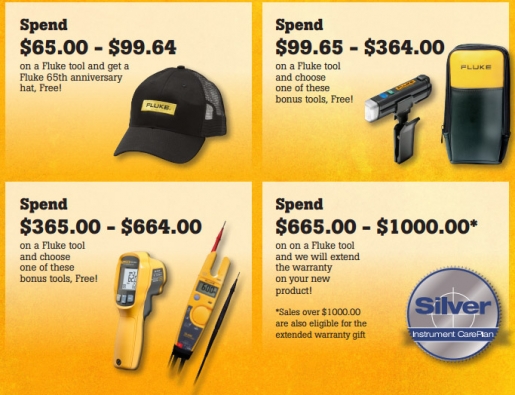 Spend
$65.00 - $99.64
on a Fluke tool and get a
Fluke 65th anniversary
hat, Free!
FLUKE
Spend
$99.65 - $364.00
on a Fluke tool
and choose
one of these
bonus tools, Free!
FLUKE
Spend
$365.00 - $664.00
on a Fluke tool
and choose
one of these
bonus tools, Free!
Spend
$665.00 - $1000.00*
on on a Fluke tool
and we will extend
the warranty
on your new
product!
*Sales over $1000.00
are also eligible for the
extended warranty gift
Silver
Instrument CarePlan